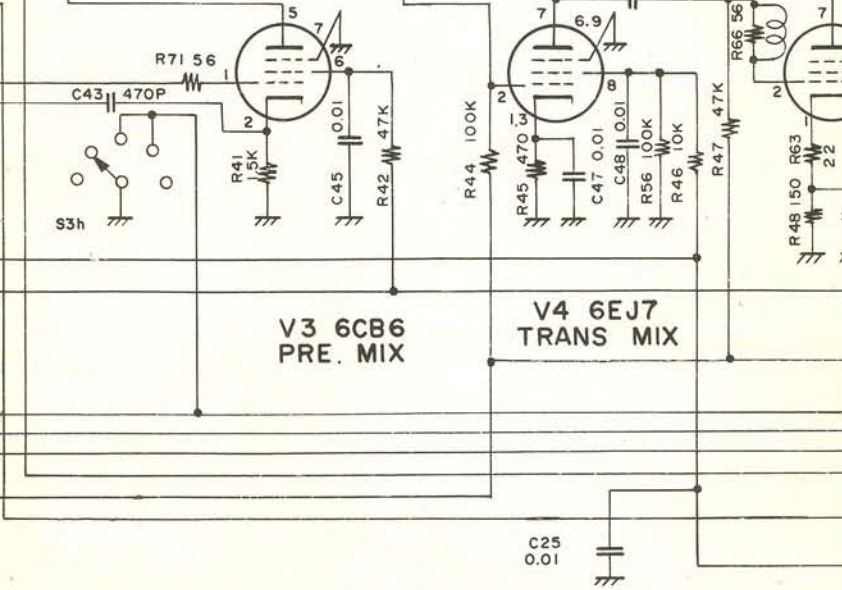 5
7
6
R71 56
1
C43 470P
2
R41 1.5K
C45 0.01
R42 47K
S3h
V3 6CB6
PRE. MIX
7
6.9
8
2
1,3
R44 100K
R45 470
C47 0.01
C48 0.01
R56 100K
R46 10K
R47 47K
V4 6EJ7
TRANS MIX
R66 56
7
2
1
R63 22
R48 150
C25
0.01